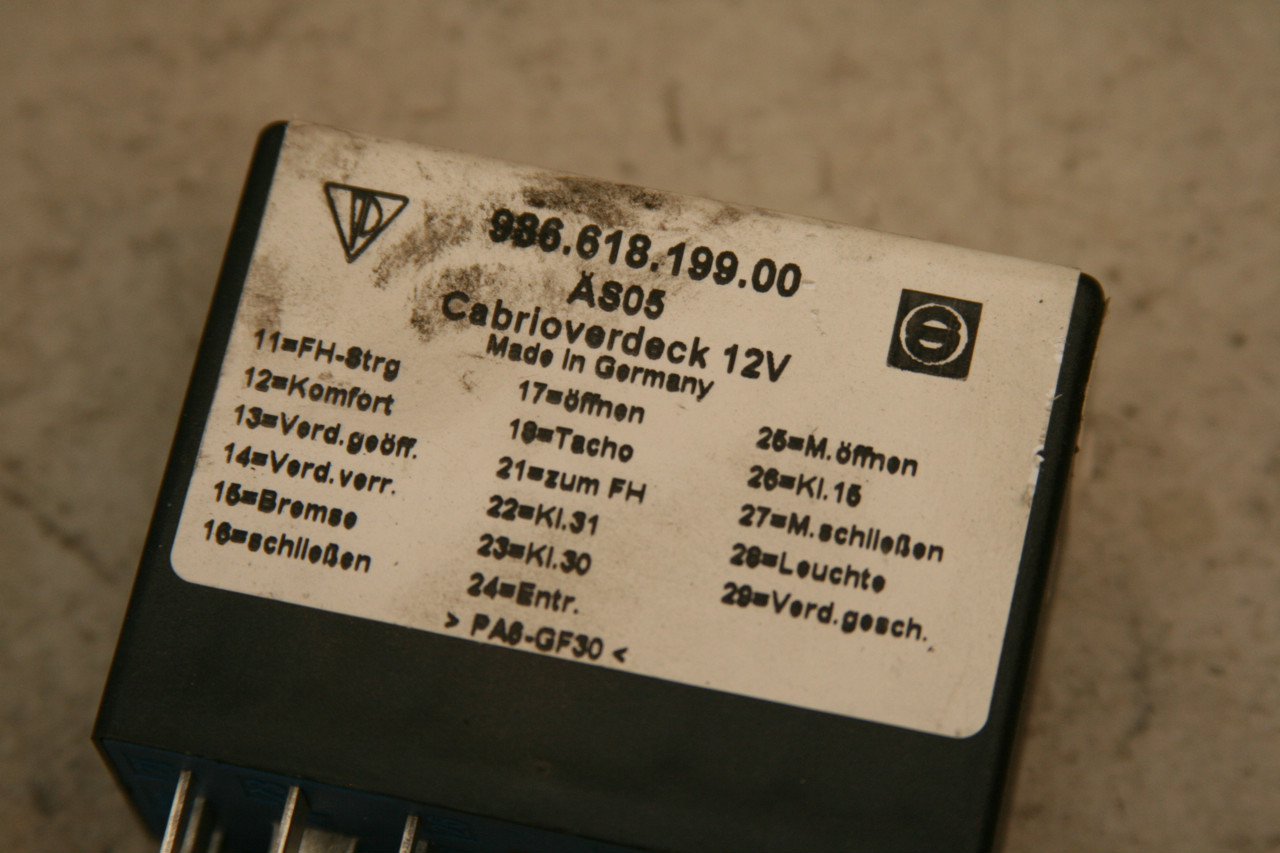 986.618.199.00
ÄS05
Cabrioverdeck 12V
Made in Germany
11=FH-Strg
12=Komfort
13=Verd.geöff.
14=Verd.verr.
15=Bremse
16=schließen
17=öffnen
18=Tacho
21=zum FH
22=Kl.31
23=Kl.30
24=Entr.
25=M.öffnen
26=Kl.15
27=M.schließen
28=Leuchte
29=Verd.gesch.
> PA6-GF30 <